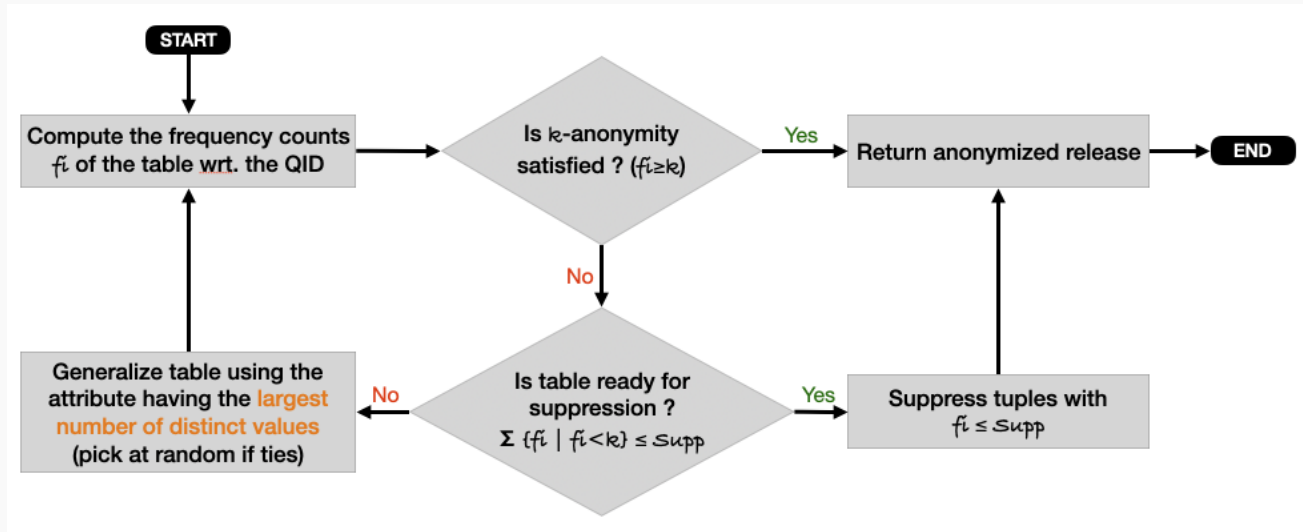 START
Compute the frequency counts
fi of the table wrt. the QID
Is k-anonymity
satisfied ? (fi≥k)
Yes
Return anonymized release
END
No
Generalize table using the
attribute having the largest
number of distinct values
(pick at random if ties)
No
Is table ready for
suppression ?
Σ {fi | fi<k} ≤ Supp
Yes
Suppress tuples with
fi ≤ Supp